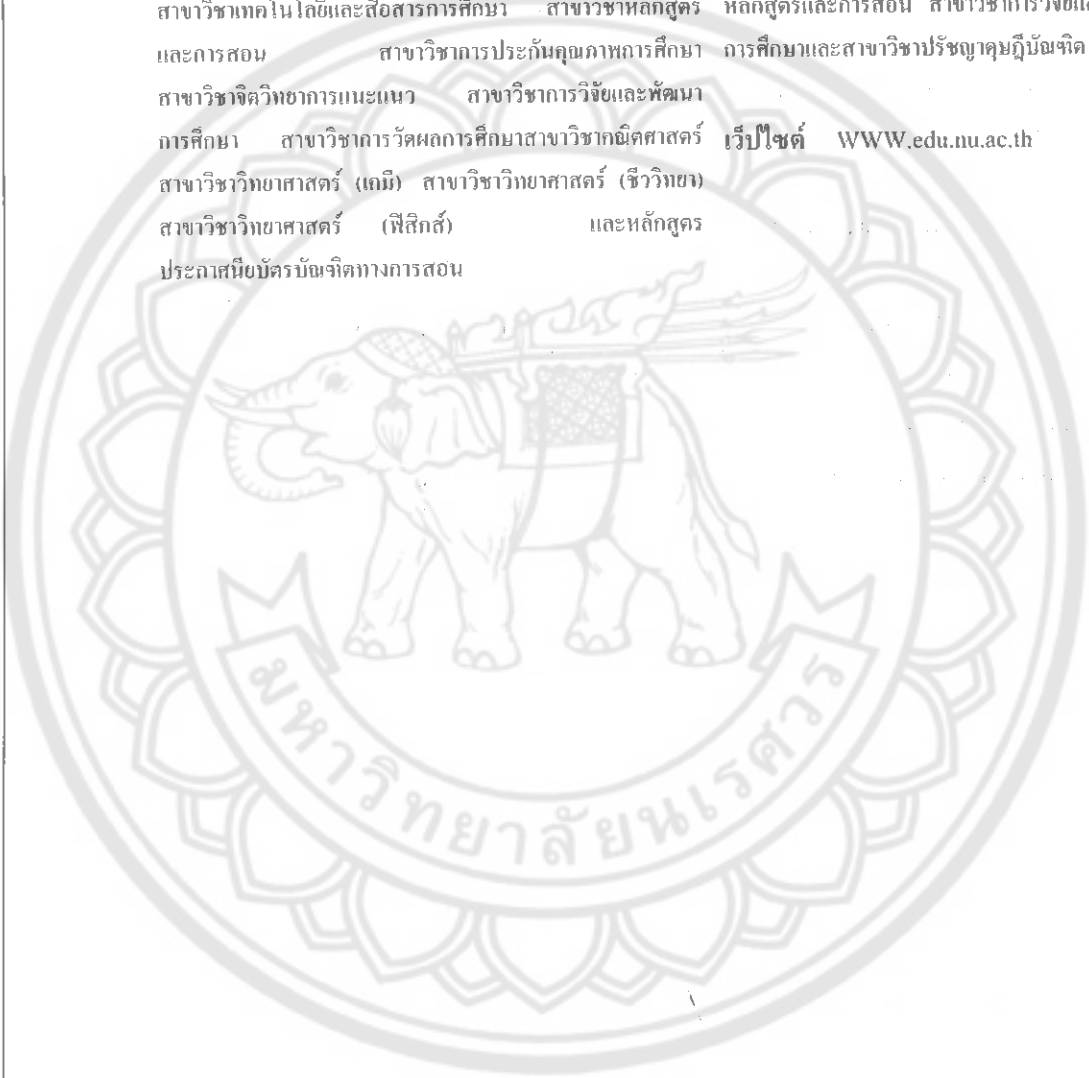 สาขาวิชาเทคโนโลยีและสื่อสารการศึกษา สาขาวิชาหลักสูตร
และการสอน สาขาวิชาการประกันคุณภาพการศึกษา
สาขาวิชาจิตวิทยาการแนะแนว สาขาวิชาการวิจัยและพัฒนา
การศึกษา สาขาวิชาการวัดผลการศึกษาสาขาวิชาคณิตศาสตร์
สาขาวิชาวิทยาศาสตร์ (เคมี) สาขาวิชาวิทยาศาสตร์ (ชีววิทยา)
สาขาวิชาวิทยาศาสตร์ (ฟิสิกส์) และหลักสูตร
ประกาศนียบัตรบัณฑิตทางการสอน
หลักสูตรและการสอน สาขาวิชาการวิจัยและ
การศึกษาและสาขาวิชาปรัชญาดุษฎีบัณฑิต
เว็ปไซต์ WWW.edu.nu.ac.th
มหาวิทยาลัยนเรศวร